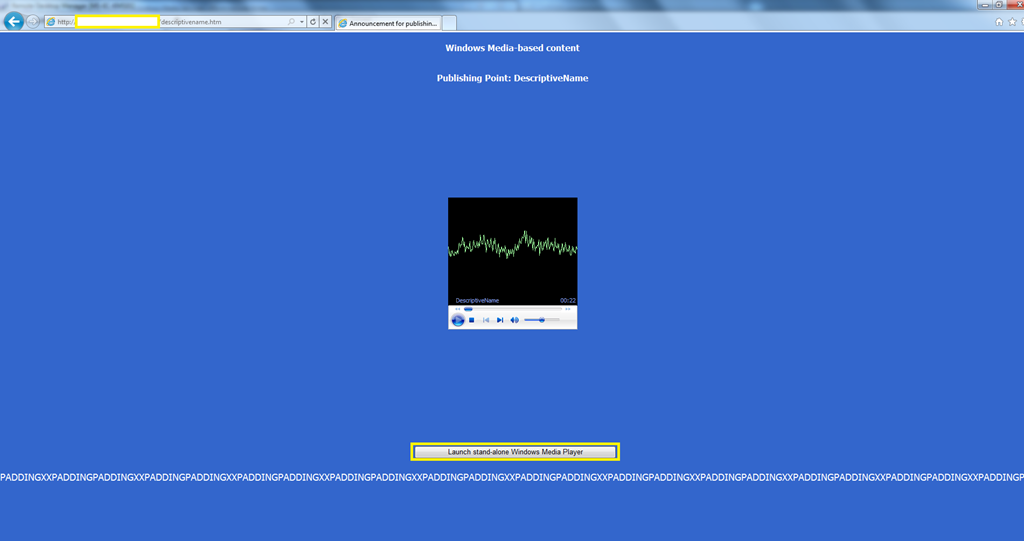 http://
descriptivename.htm
Announcement for publishin...
Windows Media-based content
Publishing Point: DescriptiveName
DescriptiveName 00:22
Launch stand-alone Windows Media Player
PADDINGXXPADDINGPADDINGXXPADDINGPADDINGXXPADDINGPADDINGXXPADDINGPADDINGXXPADDINGPADDINGXXPADDINGPADDINGXXPADDINGPADDINGXXPADDINGPADDINGXXPADDINGPADDINGXXPADDINGP